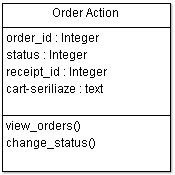 Order Action
order_id : Integer
status : Integer
receipt_id : Integer
cart-seriliaze : text
view_orders()
change_status()